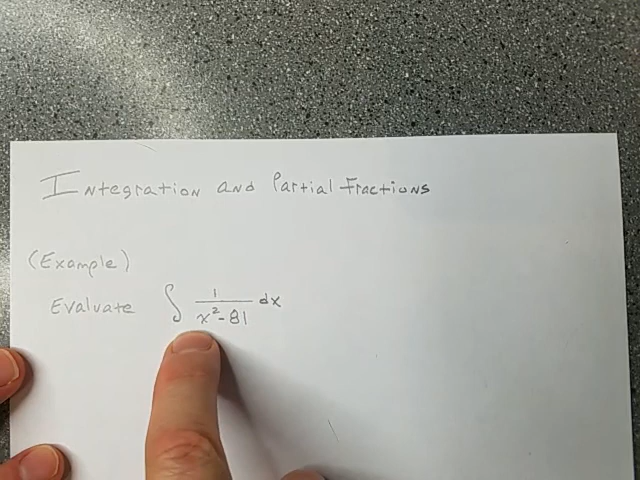 Integration and Partial Fractions
(Example)
Evaluate ∫ 1/(x²-81) dx